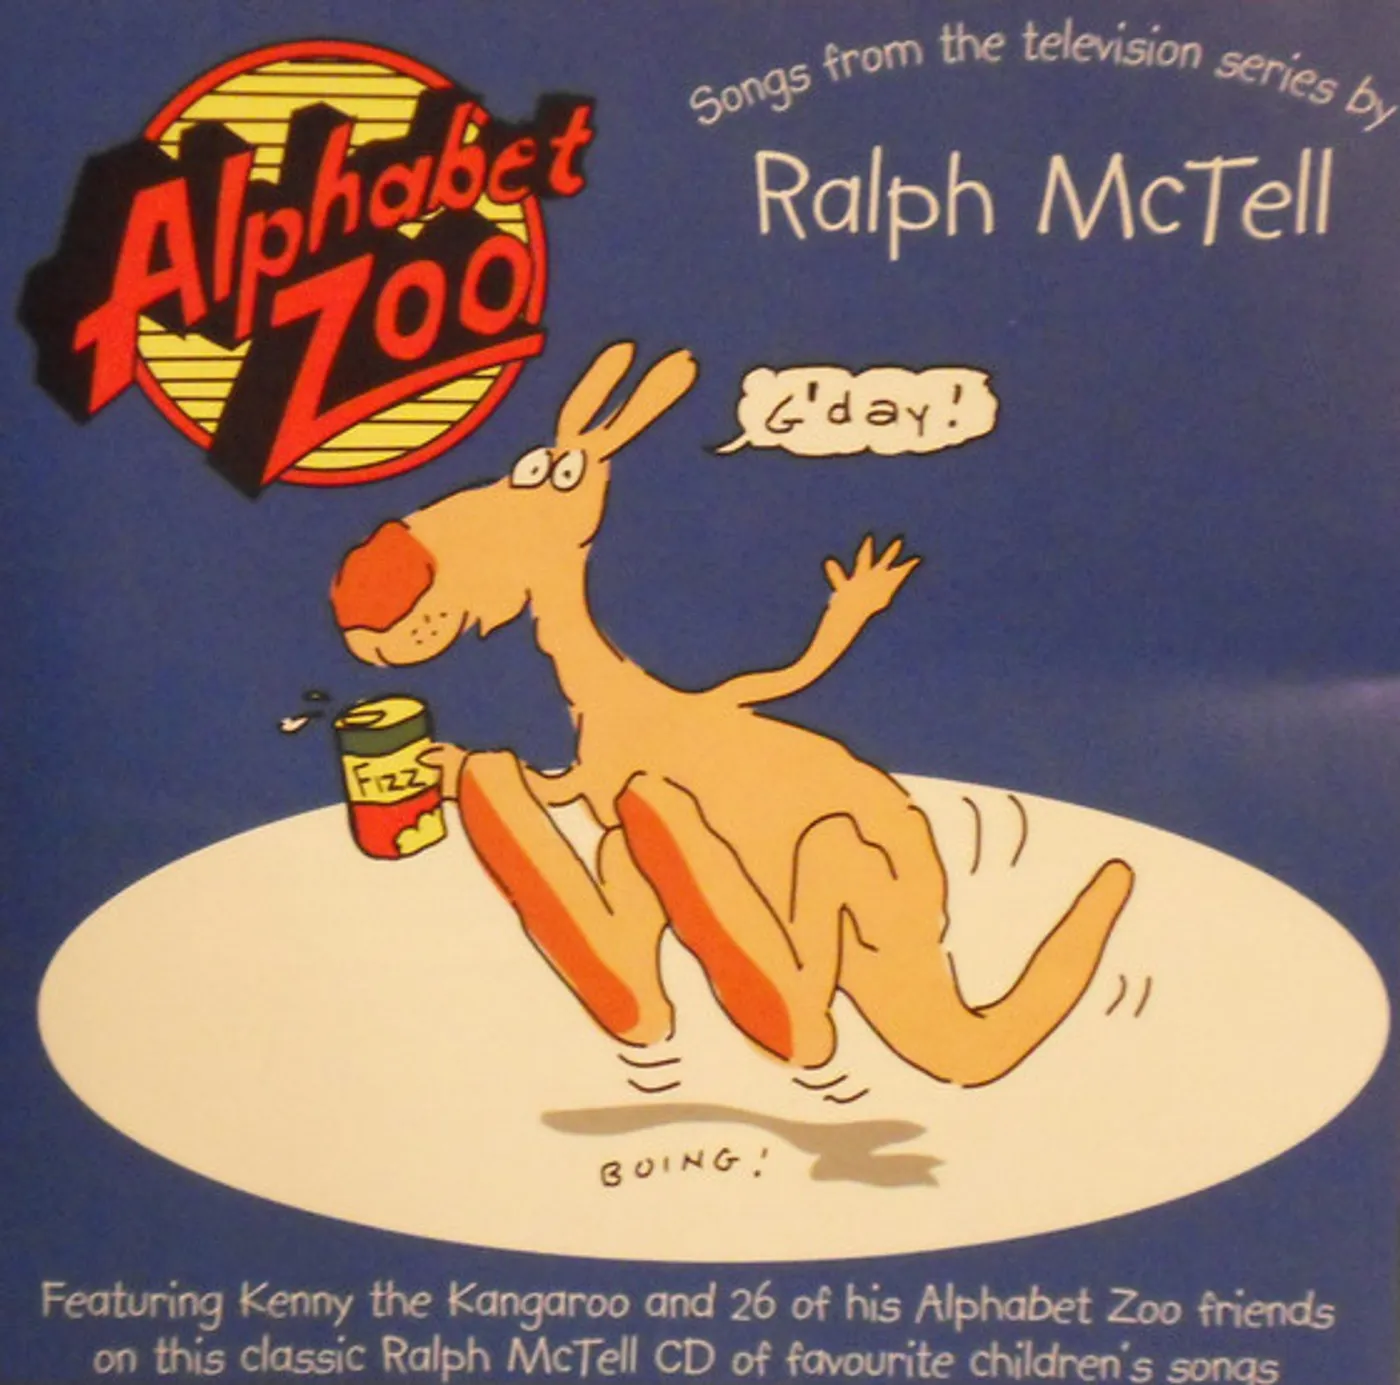 Alphabet
Zoo
Songs from the television series by
Ralph McTell
G'day!
Fizz
BOING!
Featuring Kenny the Kangaroo and 26 of his Alphabet Zoo friends
on this classic Ralph McTell CD of favourite children's songs